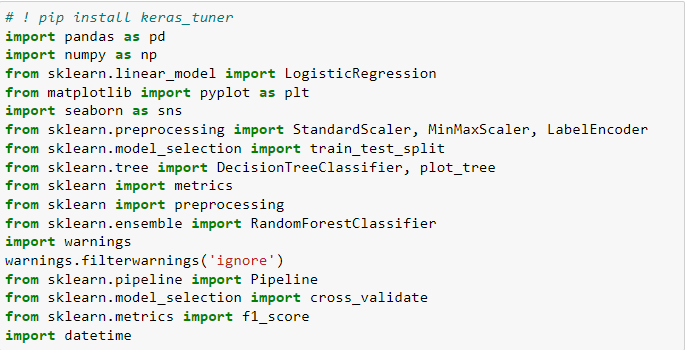 # ! pip install keras_tuner
import pandas as pd
import numpy as np
from sklearn.linear_model import LogisticRegression
from matplotlib import pyplot as plt
import seaborn as sns
from sklearn.preprocessing import StandardScaler, MinMaxScaler, LabelEncoder
from sklearn.model_selection import train_test_split
from sklearn.tree import DecisionTreeClassifier, plot_tree
from sklearn import metrics
from sklearn import preprocessing
from sklearn.ensemble import RandomForestClassifier
import warnings
warnings.filterwarnings('ignore')
from sklearn.pipeline import Pipeline
from sklearn.model_selection import cross_validate
from sklearn.metrics import f1_score
import datetime